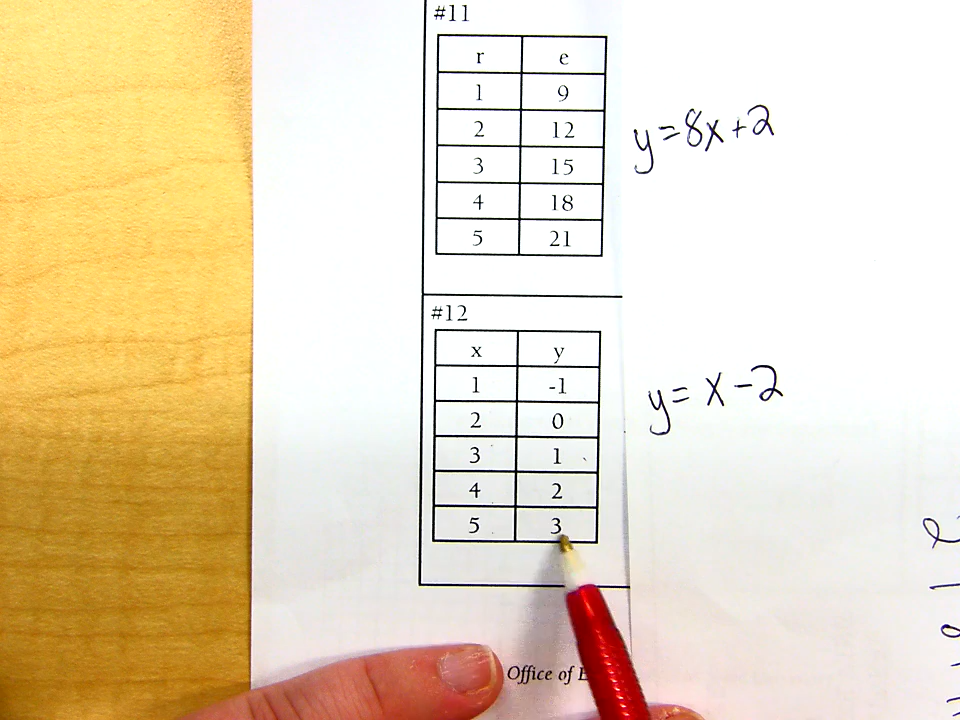 #11
r e
1 9
2 12
y=8x+2
3 15
4 18
5 21
#12
x y
1 -1
y=x-2
2 0
3 1
4 2
5 3
Office of